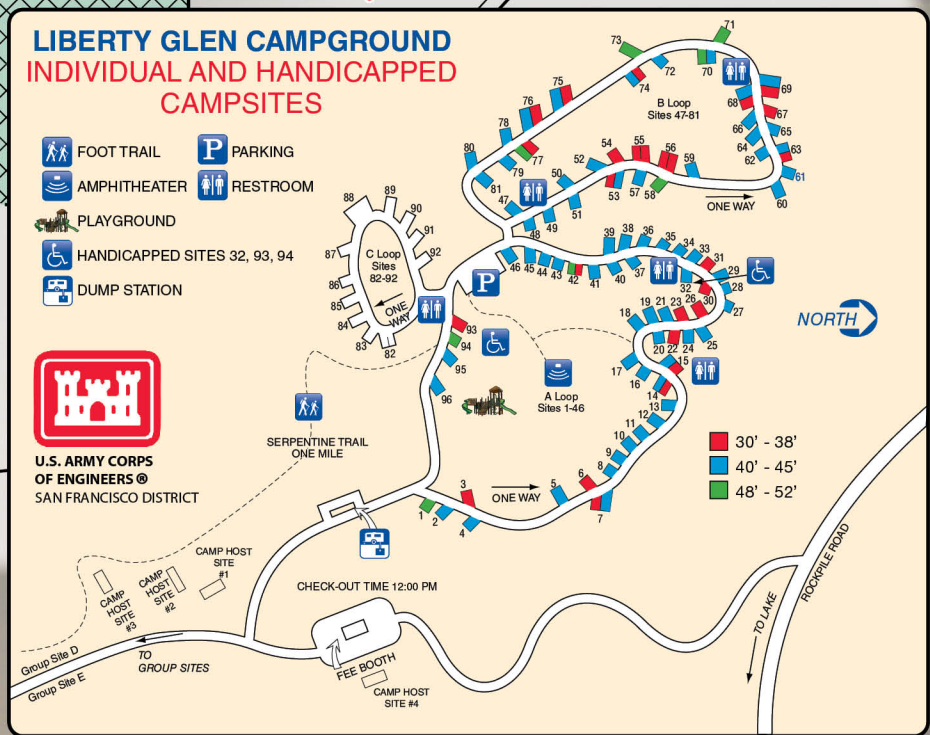 LIBERTY GLEN CAMPGROUND
INDIVIDUAL AND HANDICAPPED
CAMPSITES
FOOT TRAIL
P PARKING
AMPHITHEATER
RESTROOM
PLAYGROUND
HANDICAPPED SITES 32, 93, 94
DUMP STATION
U.S. ARMY CORPS
OF ENGINEERS ®
SAN FRANCISCO DISTRICT
71
73
72
70
74
75
69
68
67
76
66
65
78
64
63
77
62
61
80
79
60
81
B Loop
Sites 47-81
52
54
55
56
59
50
53
57
58
51
47
49
48
ONE WAY
89
88
90
91
92
87
86
85
84
83
82
C Loop
Sites
82-92
ONE
WAY
P
46
45
44
43
42
41
40
37
39
38
36
35
34
33
31
29
28
27
32
30
26
23
21
19
18
20
22
24
25
15
17
16
14
13
12
11
10
9
8
6
5
7
93
94
95
96
A Loop
Sites 1-46
NORTH
SERPENTINE TRAIL
ONE MILE
3
ONE WAY
1
2
4
30' - 38'
40' - 45'
48' - 52'
CAMP HOST
SITE
#1
CAMP
HOST
SITE
#2
CAMP
HOST
SITE
#3
CHECK-OUT TIME 12:00 PM
FEE BOOTH
CAMP HOST
SITE #4
TO
GROUP SITES
Group Site D
Group Site E
ROCKPILE ROAD
TO LAKE